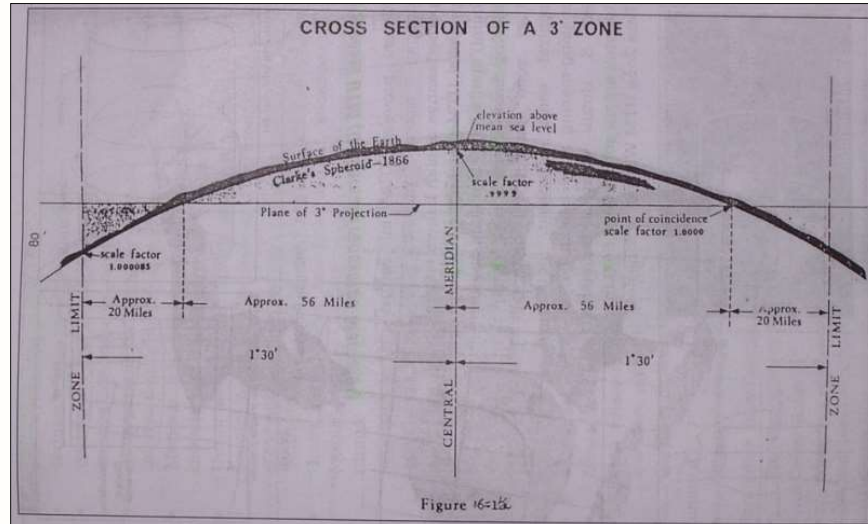 CROSS SECTION OF A 3° ZONE
elevation above
mean sea level
Surface of the Earth
Clarke's Spheroid—1866
scale factor
.9999
Plane of 3° Projection
point of coincidence
scale factor 1.0000
80
scale factor
1.000085
MERIDIAN
Approx.
20 Miles
Approx. 56 Miles
Approx. 56 Miles
Approx.
20 Miles
ZONE LIMIT
1°30'
1°30'
ZONE LIMIT
CENTRAL
Figure